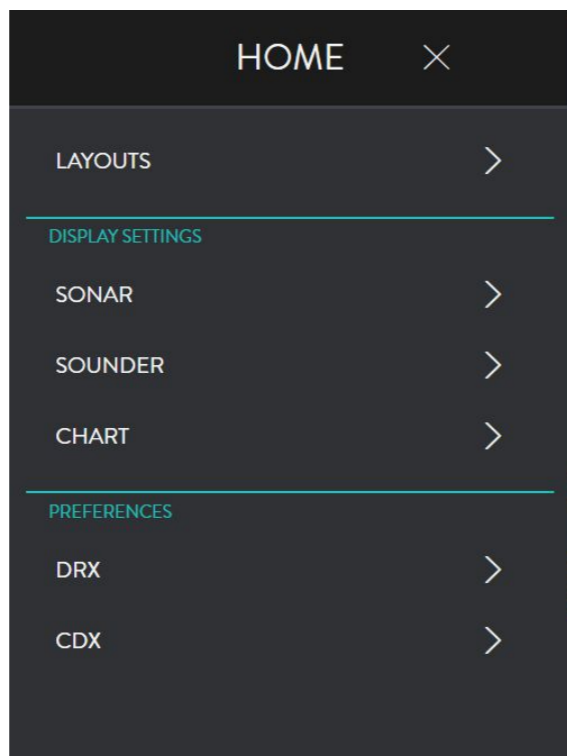 HOME
LAYOUTS
DISPLAY SETTINGS
SONAR
SOUNDER
CHART
PREFERENCES
DRX
CDX